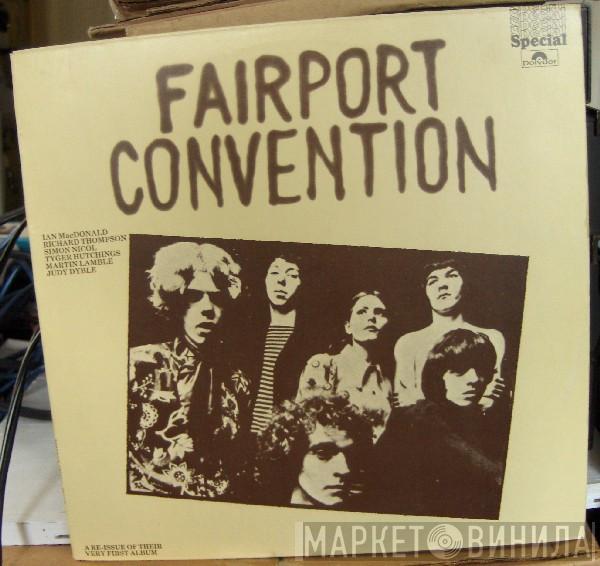 Special
Polydor
FAIRPORT
CONVENTION
IAN MacDONALD
RICHARD THOMPSON
SIMON NICOL
TYGER HUTCHINGS
MARTIN LAMBLE
JUDY DYBLE
A RE-ISSUE OF THEIR
VERY FIRST ALBUM
МАРКЕТ ВИНИЛА